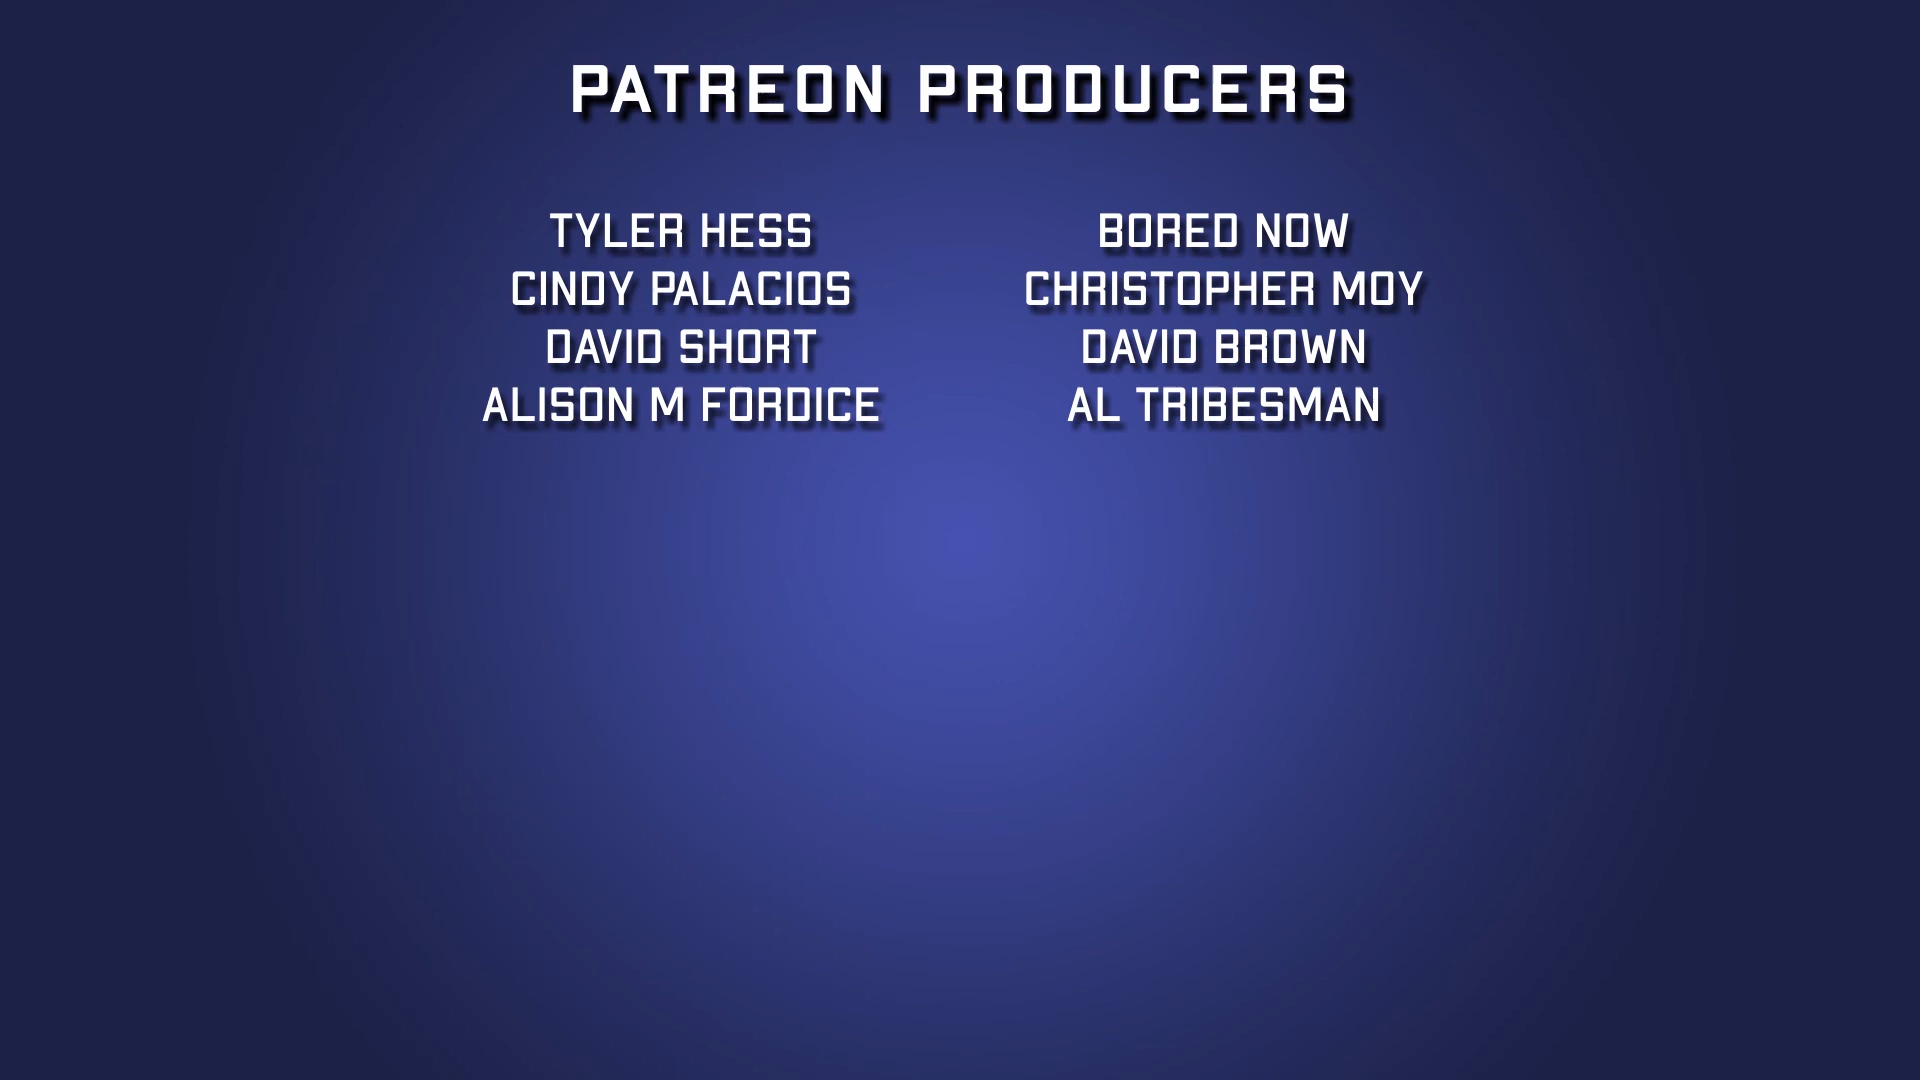 PATREON PRODUCERS
TYLER HESS
CINDY PALACIOS
DAVID SHORT
ALISON M FORDICE
BORED NOW
CHRISTOPHER MOY
DAVID BROWN
AL TRIBESMAN